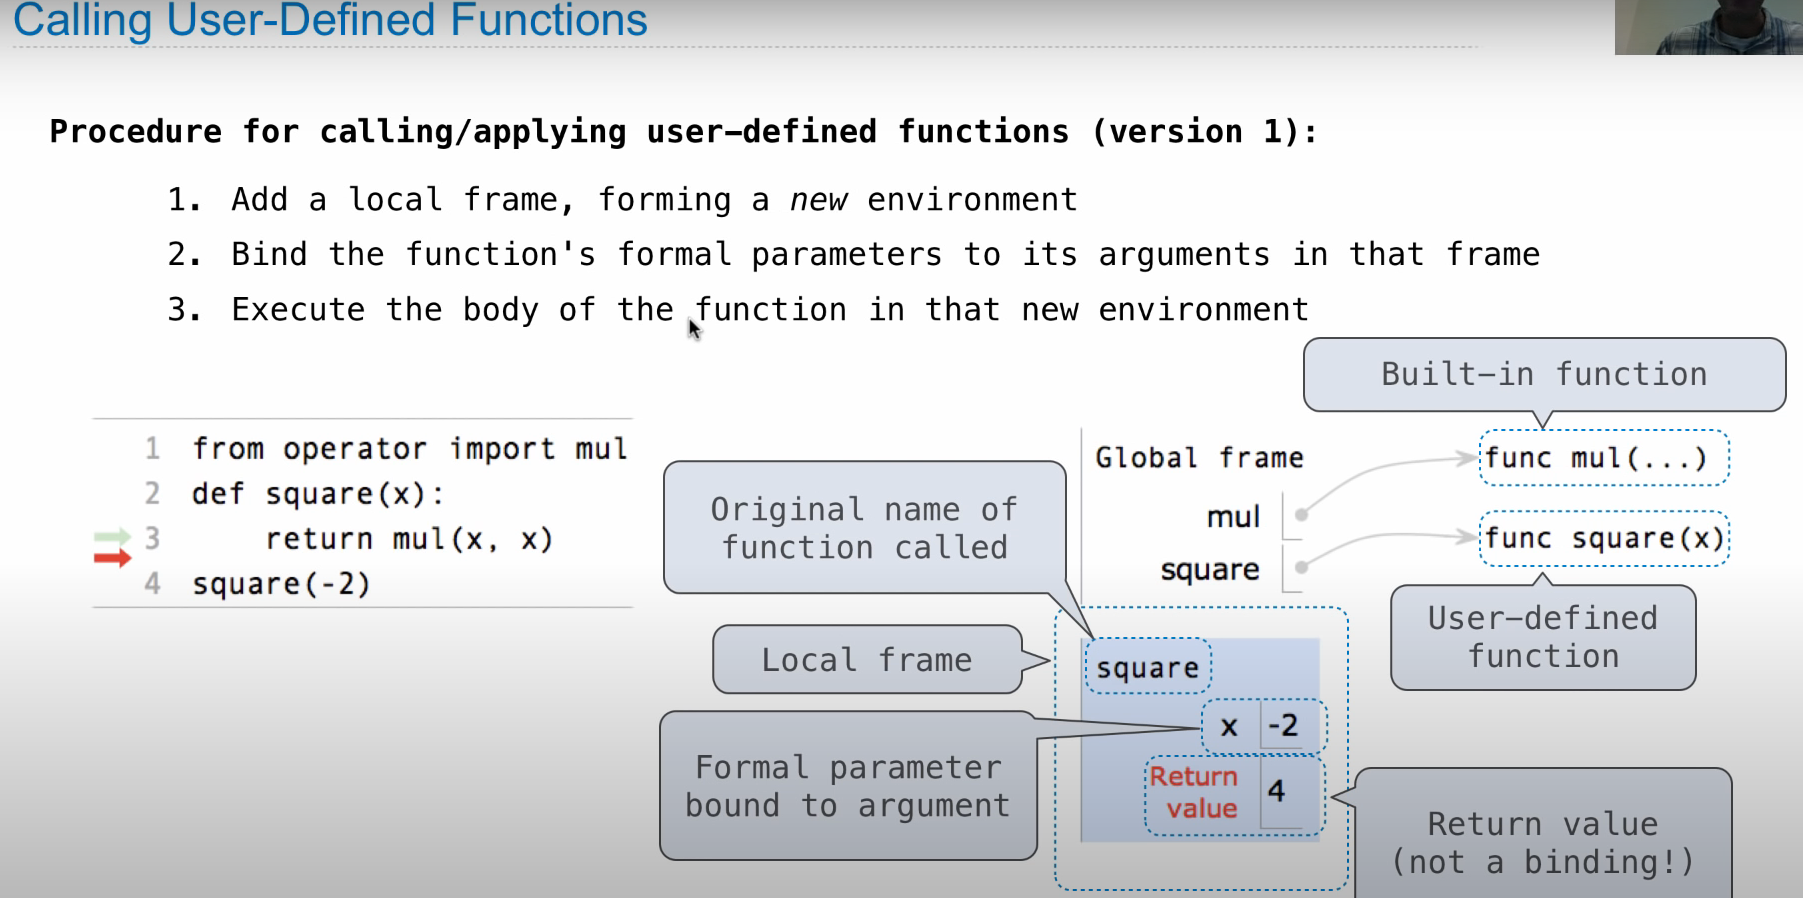 Calling User-Defined Functions
Procedure for calling/applying user-defined functions (version 1):
1. Add a local frame, forming a new environment
2. Bind the function's formal parameters to its arguments in that frame
3. Execute the body of the function in that new environment
1 from operator import mul
2 def square(x):
3 return mul(x, x)
4 square(-2)
Original name of
function called
Local frame
Formal parameter
bound to argument
Global frame
mul
square
square
x -2
Return
value
4
Built-in function
func mul(...)
func square(x)
User-defined
function
Return value
(not a binding!)